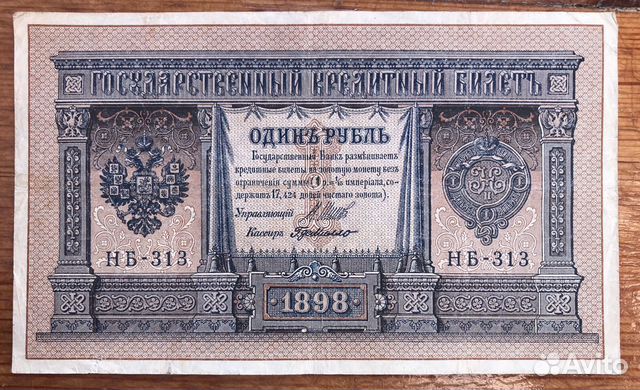 ГОСУДАРСТВЕННЫЙ КРЕДИТНЫЙ БИЛЕТЪ
ОДИНЪ РУБЛЬ
Государственный Банкъ размѣниваетъ
кредитные билеты на золотую монету безъ
ограниченія суммы (1 р. = 1/15 имперіала, со-
держитъ 17,424 долей чистаго золота).
Управляющій
Кассиръ
НБ-313
НБ-313
1898
Avito